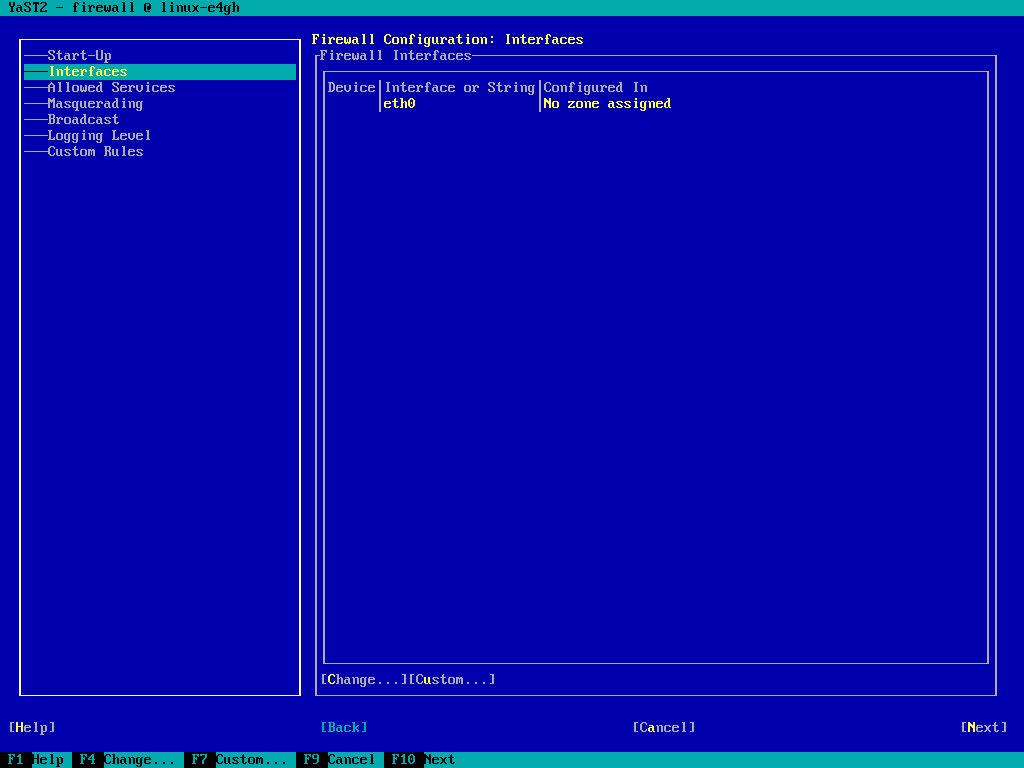 YaST2 - firewall @ linux-e4gh
Firewall Configuration: Interfaces
Start-Up
Interfaces
Allowed Services
Masquerading
Broadcast
Logging Level
Custom Rules
Firewall Interfaces
Device Interface or String Configured In
eth0 No zone assigned
[Change...][Custom...]
[Help] [Back] [Cancel] [Next]
F1 Help F4 Change... F7 Custom... F9 Cancel F10 Next